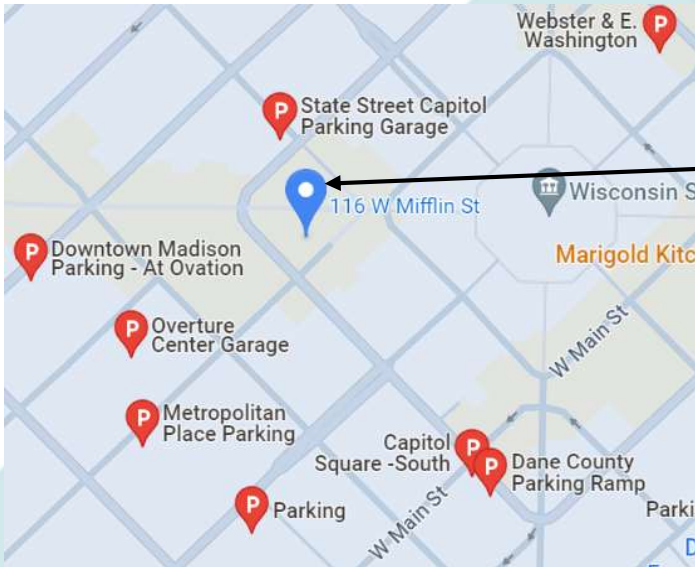 Webster & E.
Washington
P
P
State Street Capitol
Parking Garage
116 W Mifflin St
Wisconsin S
P
Downtown Madison
Parking - At Ovation
Marigold Kitc
P
Overture
Center Garage
W Main St
P
Metropolitan
Place Parking
Capitol
Square -South
P
P
Dane County
Parking Ramp
P
Parking
Parki
W Main St
D